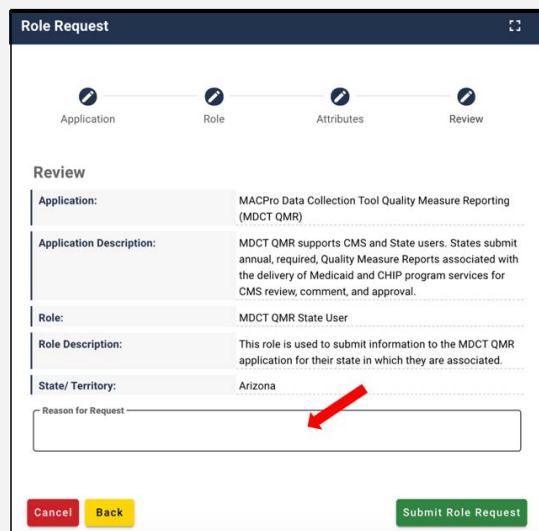 Role Request
Application
Role
Attributes
Review
Review
Application:
MACPro Data Collection Tool Quality Measure Reporting
(MDCT QMR)
Application Description:
MDCT QMR supports CMS and State users. States submit
annual, required, Quality Measure Reports associated with
the delivery of Medicaid and CHIP program services for
CMS review, comment, and approval.
Role:
MDCT QMR State User
Role Description:
This role is used to submit information to the MDCT QMR
application for their state in which they are associated.
State/ Territory:
Arizona
Reason for Request
Cancel
Back
Submit Role Request